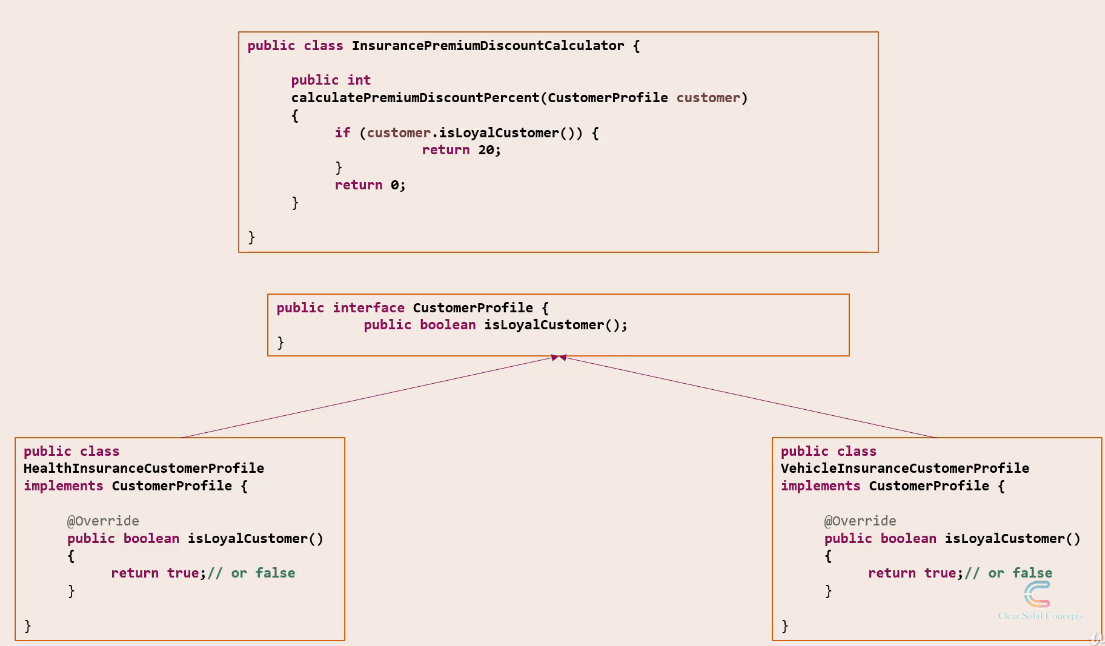 public class InsurancePremiumDiscountCalculator {
public int
calculatePremiumDiscountPercent(CustomerProfile customer)
{
if (customer.isLoyalCustomer()) {
return 20;
}
return 0;
}
}
public interface CustomerProfile {
public boolean isLoyalCustomer();
}
public class
HealthInsuranceCustomerProfile
implements CustomerProfile {
@Override
public boolean isLoyalCustomer()
{
return true;// or false
}
}
public class
VehicleInsuranceCustomerProfile
implements CustomerProfile {
@Override
public boolean isLoyalCustomer()
{
return true;// or false
}
}
Clear Solid Concepts